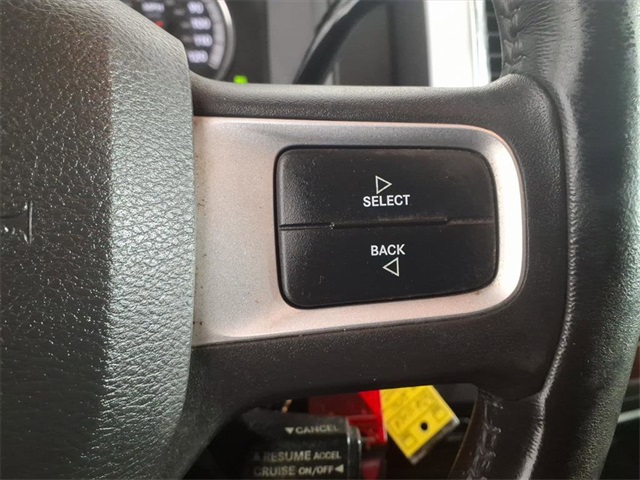 ▷
SELECT
BACK
◁
▼CANCEL
RESUME ACCEL
CRUISE ON/OFF◀